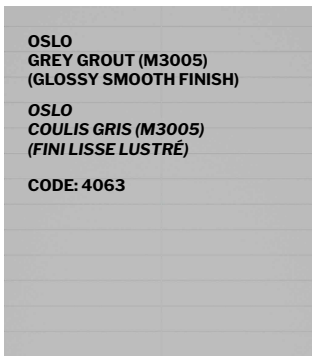 OSLO
GREY GROUT (M3005)
(GLOSSY SMOOTH FINISH)
OSLO
COULIS GRIS (M3005)
(FINI LISSE LUSTRÉ)
CODE: 4063